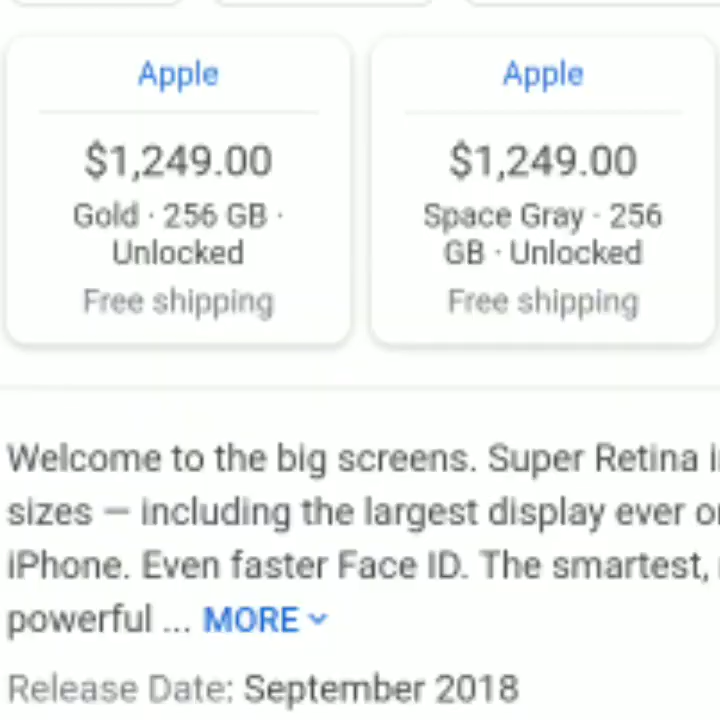 Apple
$1,249.00
Gold · 256 GB ·
Unlocked
Free shipping
Apple
$1,249.00
Space Gray · 256
GB · Unlocked
Free shipping
Welcome to the big screens. Super Retina
sizes — including the largest display ever
iPhone. Even faster Face ID. The smartest,
powerful ... MORE
Release Date: September 2018